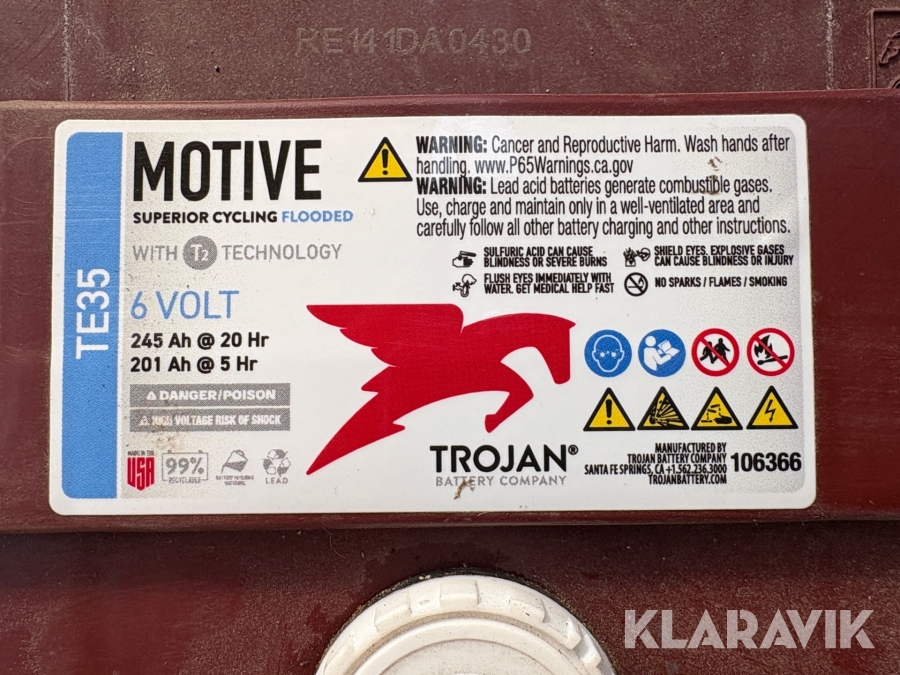 RE141DA0430
TE35
MOTIVE
SUPERIOR CYCLING FLOODED
WITH T2 TECHNOLOGY
6 VOLT
245 Ah @ 20 Hr
201 Ah @ 5 Hr
DANGER/POISON
HIGH VOLTAGE RISK OF SHOCK
MADE IN THE
USA
99%
RECYCLABLE
LEAD
WARNING: Cancer and Reproductive Harm. Wash hands after
handling. www.P65Warnings.ca.gov
WARNING: Lead acid batteries generate combustible gases.
Use, charge and maintain only in a well-ventilated area and
carefully follow all other battery charging and other instructions.
SULFURIC ACID CAN CAUSE
BLINDNESS OR SEVERE BURNS
FLUSH EYES IMMEDIATELY WITH
WATER. GET MEDICAL HELP FAST
SHIELD EYES. EXPLOSIVE GASES
CAN CAUSE BLINDNESS OR INJURY
NO SPARKS / FLAMES / SMOKING
TROJAN®
BATTERY COMPANY
MANUFACTURED BY
TROJAN BATTERY COMPANY
SANTA FE SPRINGS, CA +1.562.236.3000
TROJANBATTERY.COM
106366
KLARAVIK